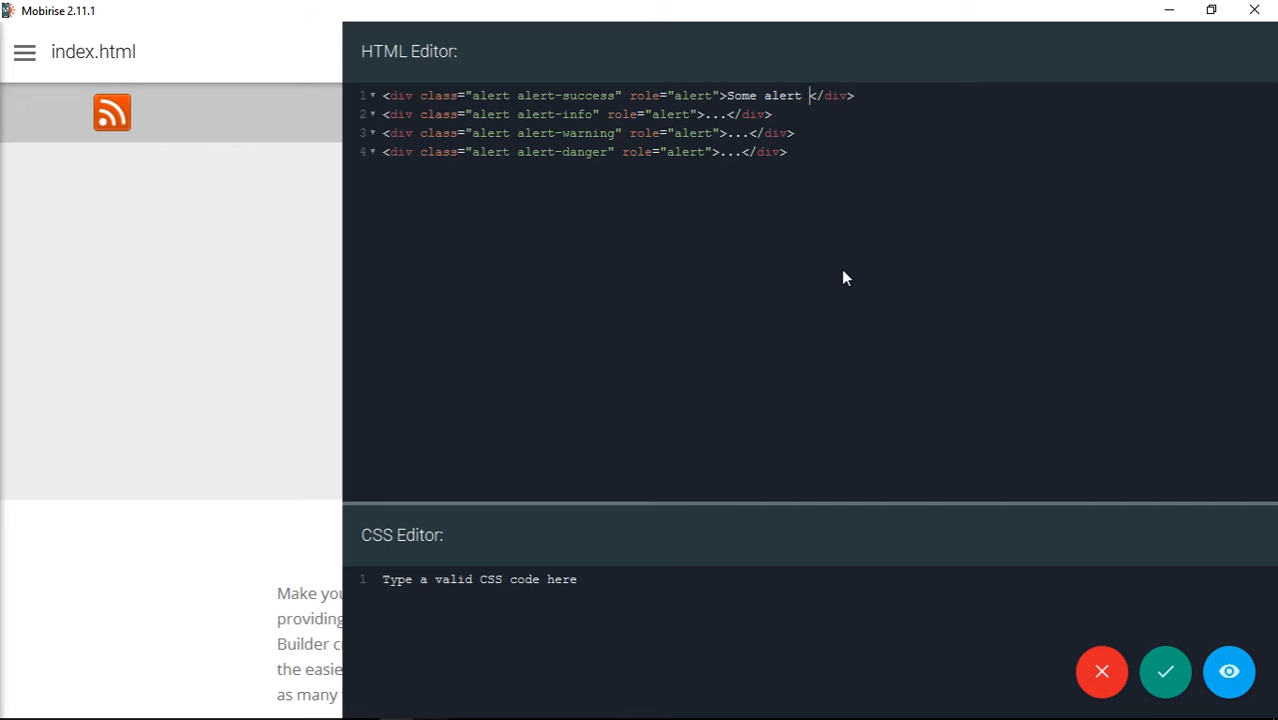 Mobirise 2.11.1
index.html
HTML Editor:
1 <div class="alert alert-success" role="alert">Some alert </div>
2 <div class="alert alert-info" role="alert">...</div>
3 <div class="alert alert-warning" role="alert">...</div>
4 <div class="alert alert-danger" role="alert">...</div>
CSS Editor:
1 Type a valid CSS code here
Make you
providing
Builder c
the easie
as many